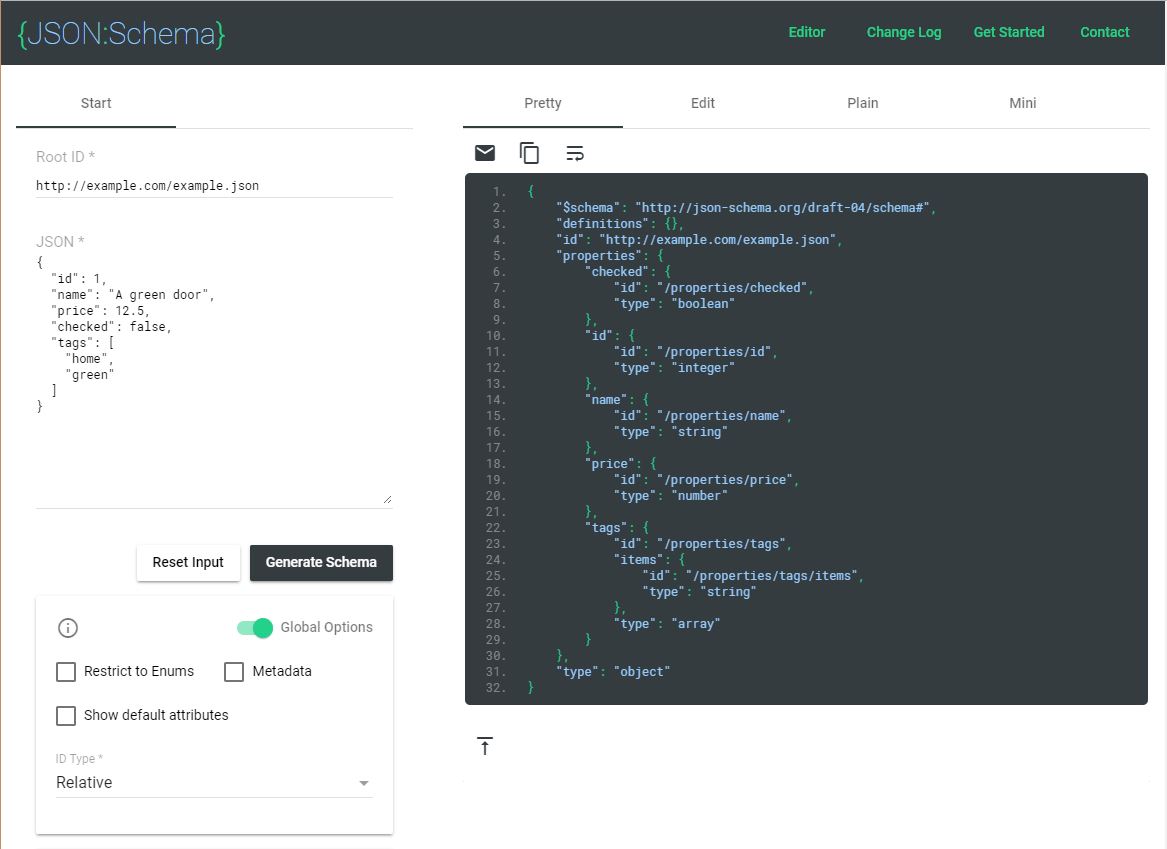 {JSON:Schema}
Editor
Change Log
Get Started
Contact
Start
Root ID *
http://example.com/example.json
JSON *
{
  "id": 1,
  "name": "A green door",
  "price": 12.5,
  "checked": false,
  "tags": [
    "home",
    "green"
  ]
}
Reset Input
Generate Schema
Global Options
Restrict to Enums
Metadata
Show default attributes
ID Type *
Relative
Pretty
Edit
Plain
Mini
1. {
2.     "$schema": "http://json-schema.org/draft-04/schema#",
3.     "definitions": {},
4.     "id": "http://example.com/example.json",
5.     "properties": {
6.         "checked": {
7.             "id": "/properties/checked",
8.             "type": "boolean"
9.         },
10.         "id": {
11.             "id": "/properties/id",
12.             "type": "integer"
13.         },
14.         "name": {
15.             "id": "/properties/name",
16.             "type": "string"
17.         },
18.         "price": {
19.             "id": "/properties/price",
20.             "type": "number"
21.         },
22.         "tags": {
23.             "id": "/properties/tags",
24.             "items": {
25.                 "id": "/properties/tags/items",
26.                 "type": "string"
27.             },
28.             "type": "array"
29.         }
30.     },
31.     "type": "object"
32. }